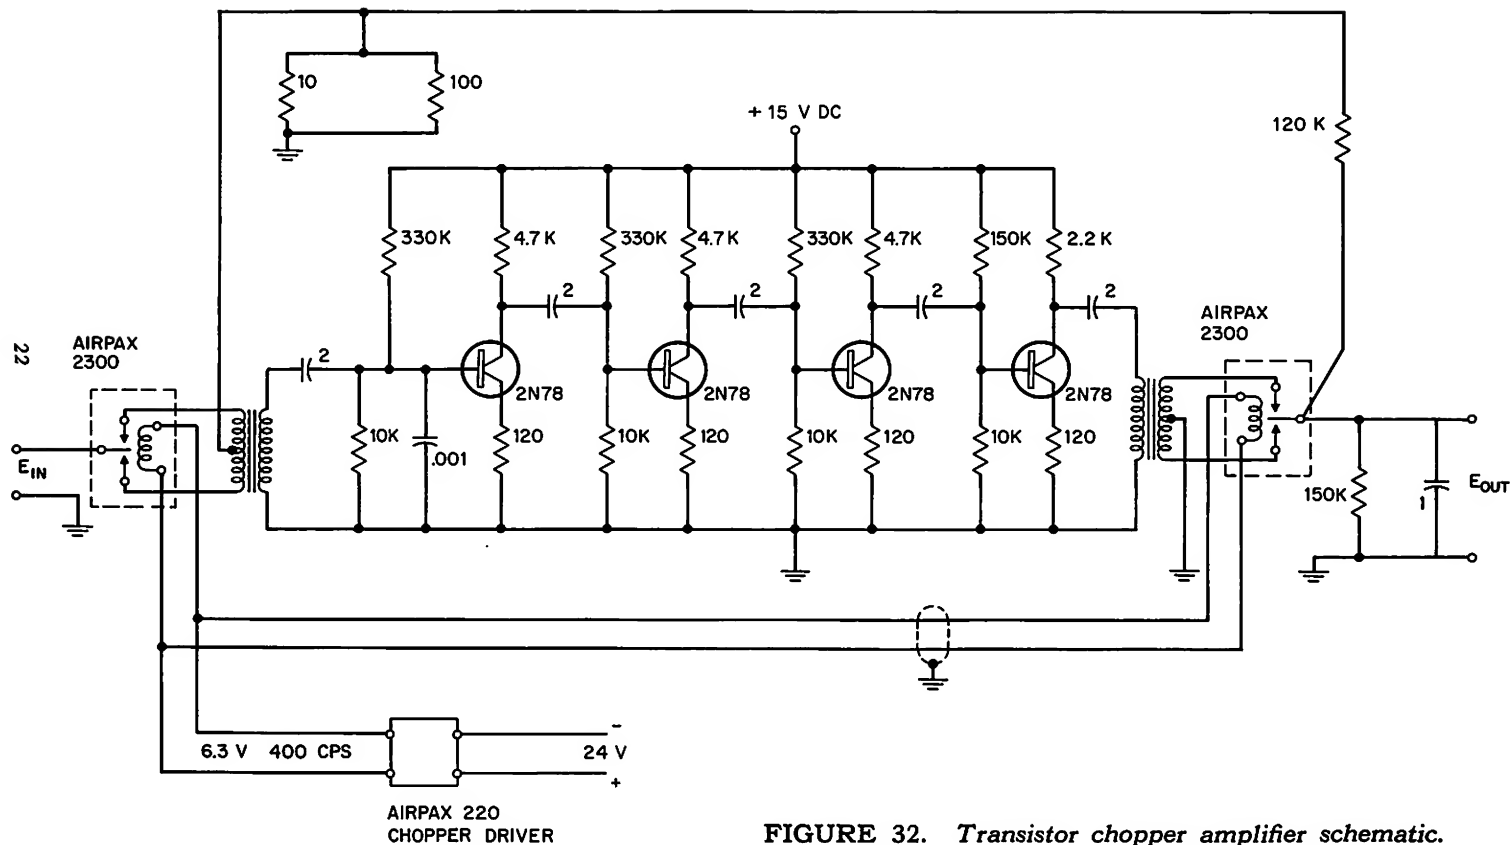 10
100
+ 15 V DC
120 K
330K
4.7 K
330K
4.7 K
330K
4.7K
150K
2.2 K
2
2
2
2
2
AIRPAX
2300
AIRPAX
2300
22
2N78
2N78
2N78
2N78
E IN
10K
.001
120
10K
120
10K
120
10K
120
150K
1
E OUT
6.3 V 400 CPS
24 V
-
+
AIRPAX 220
CHOPPER DRIVER
FIGURE 32. Transistor chopper amplifier schematic.